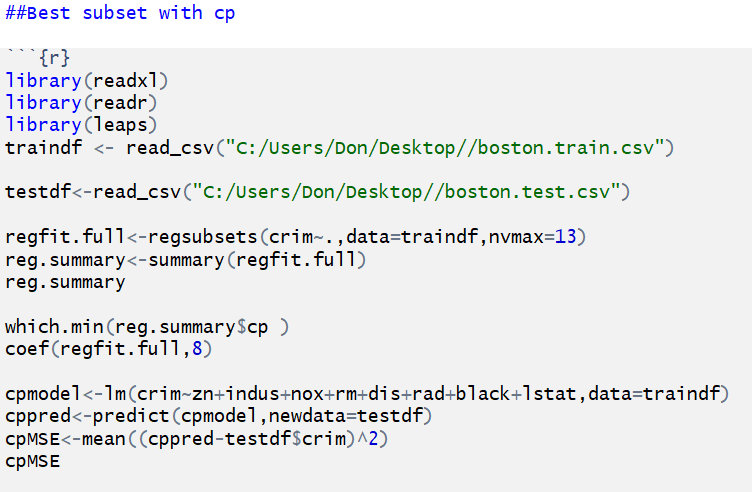 ##Best subset with cp
```{r}
library(readxl)
library(readr)
library(leaps)
traindf <- read_csv("C:/Users/Don/Desktop//boston.train.csv")
testdf<-read_csv("C:/Users/Don/Desktop//boston.test.csv")
regfit.full<-regsubsets(crim~.,data=traindf,nvmax=13)
reg.summary<-summary(regfit.full)
reg.summary
which.min(reg.summary$cp )
coef(regfit.full,8)
cpmodel<-lm(crim~zn+indus+nox+rm+dis+rad+black+lstat,data=traindf)
cppred<-predict(cpmodel,newdata=testdf)
cpMSE<-mean((cppred-testdf$crim)^2)
cpMSE